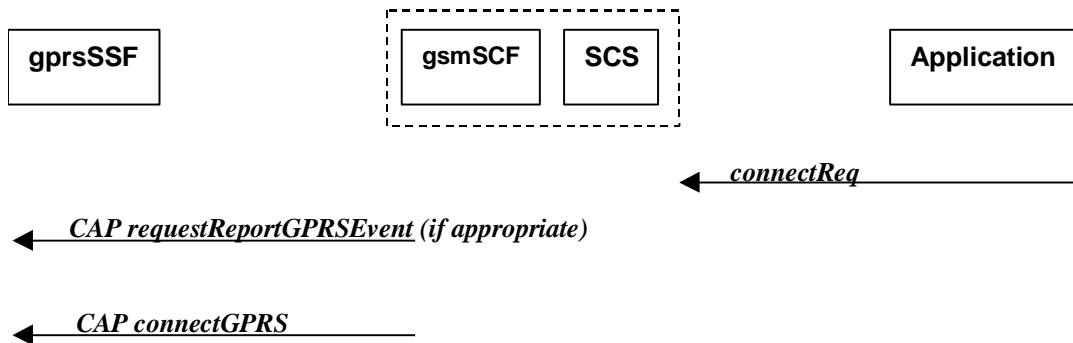 gprsSSF
gsmSCF
SCS
Application
connectReq
CAP requestReportGPRSEvent (if appropriate)
CAP connectGPRS